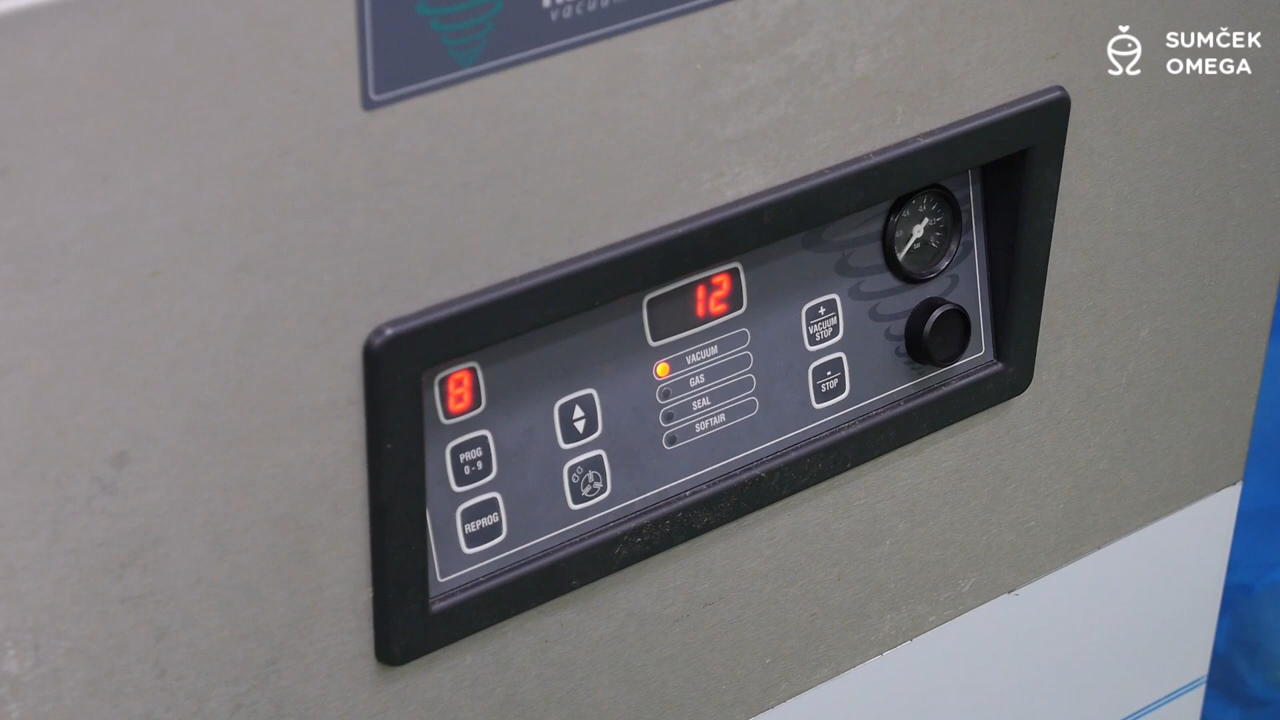 vacuum
SUMČEK
OMEGA
12
VACUUM
GAS
SEAL
SOFTAIR
+
VACUUM
STOP
-
STOP
8
PROG
0 - 9
REPROG